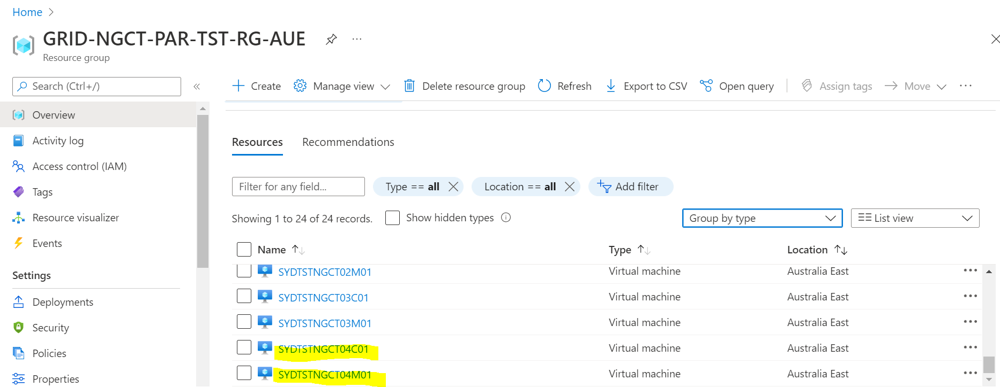 Home
GRID-NGCT-PAR-TST-RG-AUE
Resource group
Search (Ctrl+/)
Create Manage view Delete resource group Refresh Export to CSV Open query Assign tags Move
Overview
Activity log
Access control (IAM)
Tags
Resource visualizer
Events
Settings
Deployments
Security
Policies
Properties
Resources Recommendations
Filter for any field... Type == all Location == all Add filter
Showing 1 to 24 of 24 records. Show hidden types Group by type List view
Name Type Location
SYDTSTNGCT02M01 Virtual machine Australia East
SYDTSTNGCT03C01 Virtual machine Australia East
SYDTSTNGCT03M01 Virtual machine Australia East
SYDTSTNGCT04C01 Virtual machine Australia East
SYDTSTNGCT04M01 Virtual machine Australia East